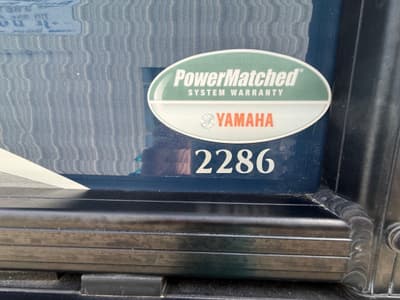 PowerMatched®
SYSTEM WARRANTY
YAMAHA
2286